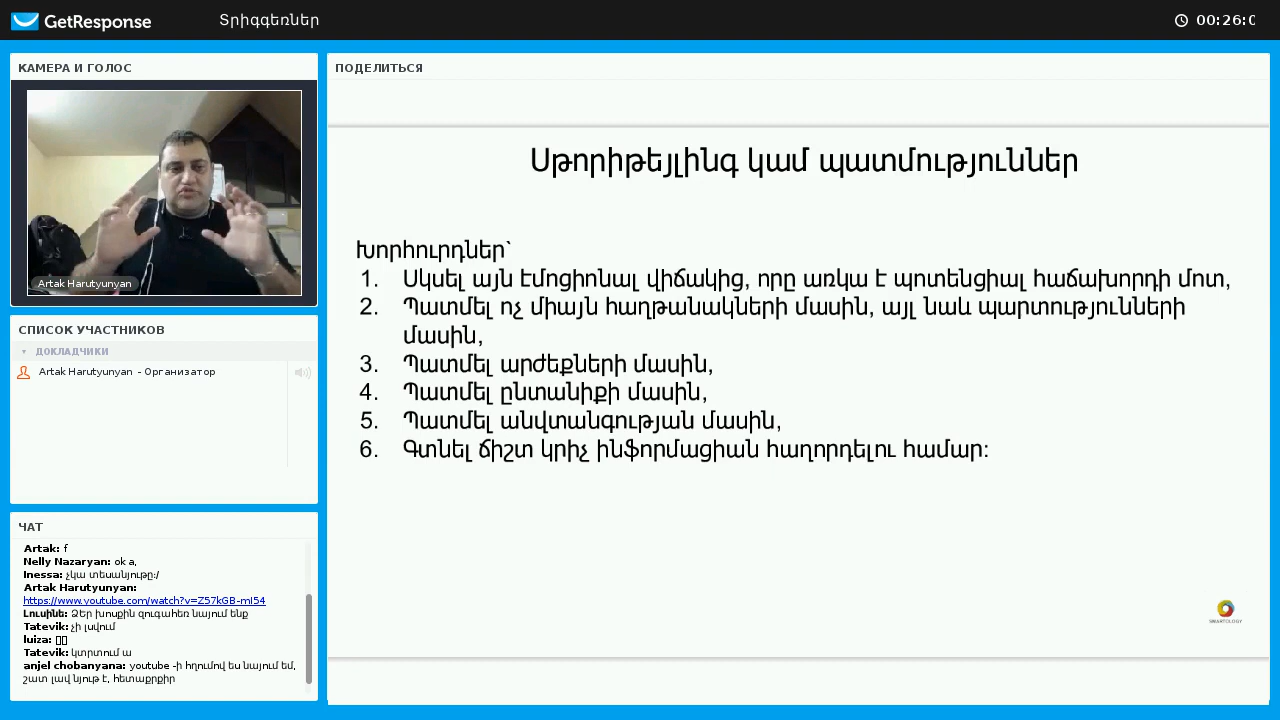 GetResponse
Տրիգգեռներ
00:26:0
КАМЕРА И ГОЛОС
Artak Harutyunyan
СПИСОК УЧАСТНИКОВ
ДОКЛАДЧИКИ
Artak Harutyunyan - Организатор
ЧАТ
Artak: f
Nelly Nazaryan: ok a,
Inessa: չկա տեսանյութը:/
Artak Harutyunyan:
https://www.youtube.com/watch?v=Z57kGB-mI54
Լուսինե: Ձեր խոսքին զուգահեռ նայում ենք
Tatevik: չի լսվում
luiza:
Tatevik: կտրտում ա
anjel chobanyana: youtube -ի հղումով ես նայում եմ,
շատ լավ նյութ է, հետաքրքիր
ПОДЕЛИТЬСЯ
Սթորիթեյլինգ կամ պատմություններ
Խորհուրդներ՝
1. Սկսել այն էմոցիոնալ վիճակից, որը առկա է պոտենցիալ հաճախորդի մոտ,
2. Պատմել ոչ միայն հաղթանակների մասին, այլ նաև պարտությունների
մասին,
3. Պատմել արժեքների մասին,
4. Պատմել ընտանիքի մասին,
5. Պատմել անվտանգության մասին,
6. Գտնել ճիշտ կրիչ ինֆորմացիան հաղորդելու համար:
SMARTOLOGY